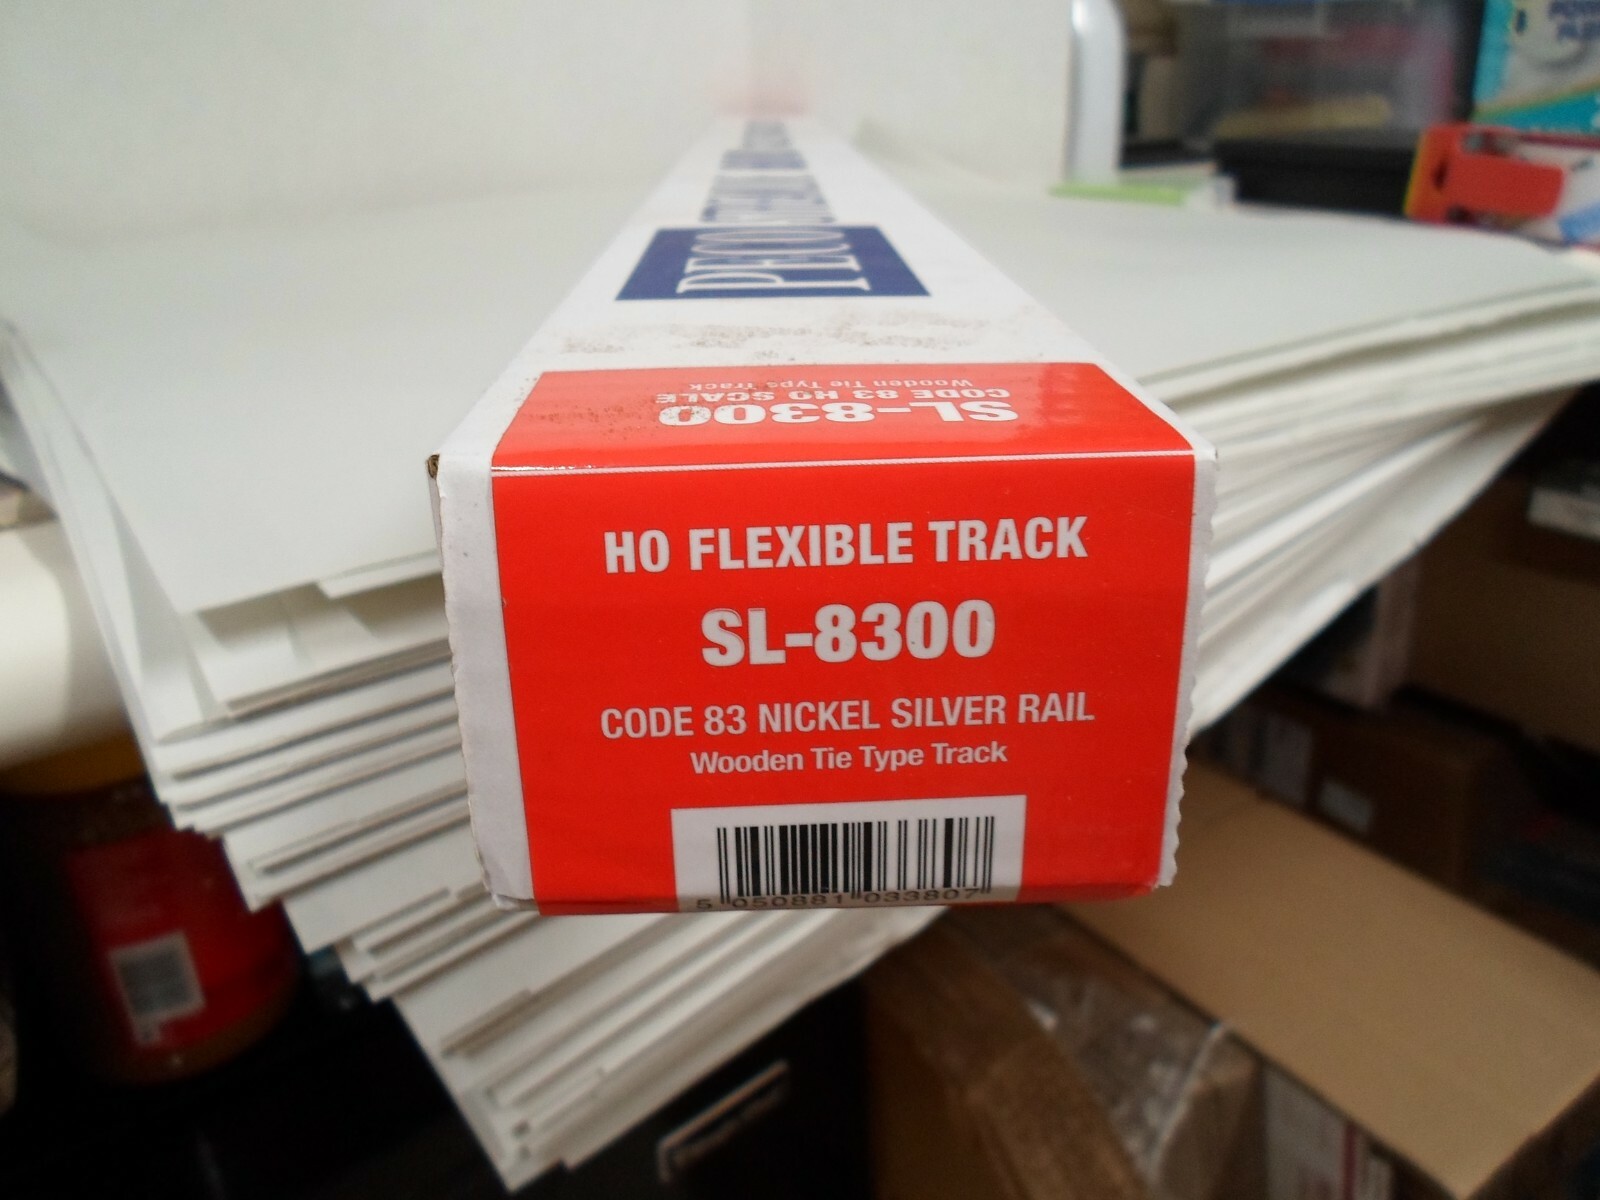 PECO
SL-8300
CODE 83 HO SCALE
Wooden Tie Type Track
HO FLEXIBLE TRACK
SL-8300
CODE 83 NICKEL SILVER RAIL
Wooden Tie Type Track
5 050881 033807